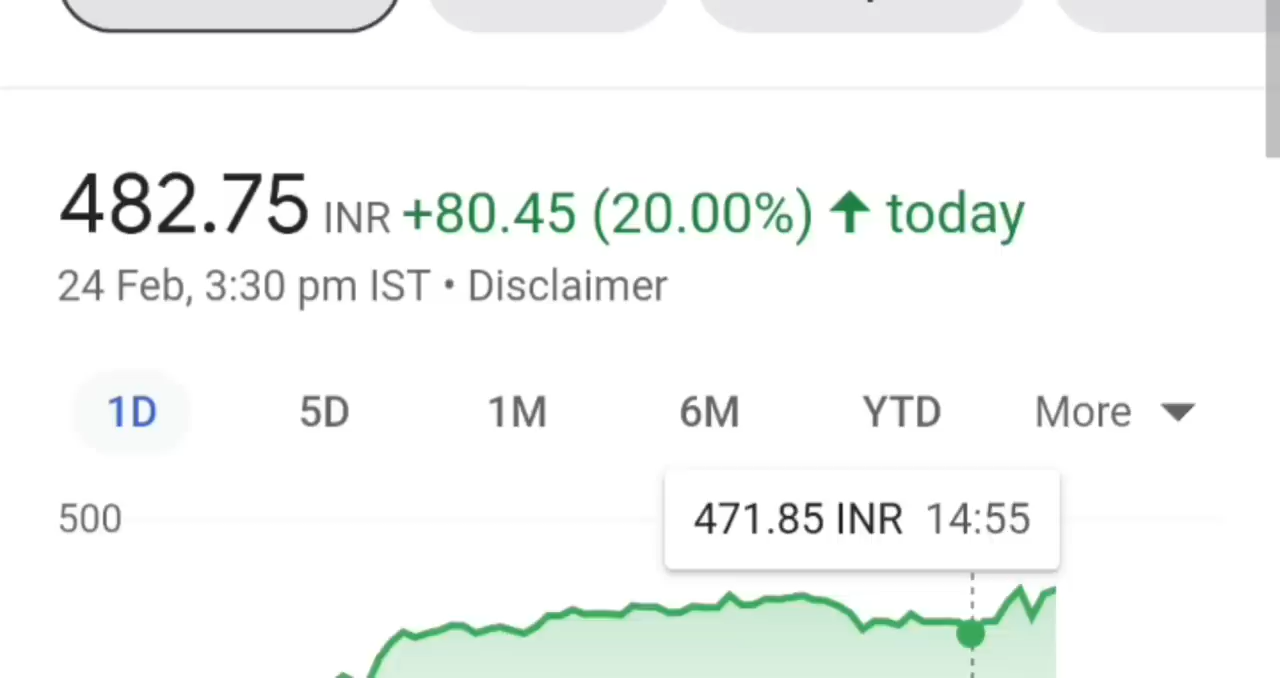 482.75 INR +80.45 (20.00%) ↑ today
24 Feb, 3:30 pm IST • Disclaimer
1D 5D 1M 6M YTD More
471.85 INR 14:55
500